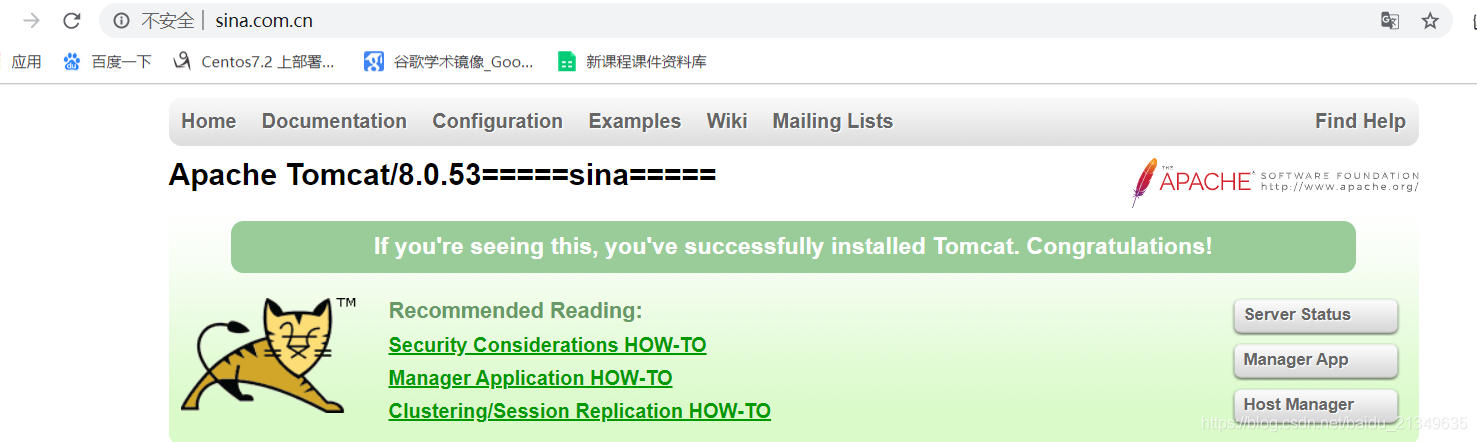 不安全 | sina.com.cn
应用 百度一下 Centos7.2 上部署... 谷歌学术镜像_Goo... 新课程课件资料库
Home Documentation Configuration Examples Wiki Mailing Lists Find Help
Apache Tomcat/8.0.53=====sina=====
THE APACHE® SOFTWARE FOUNDATION
http://www.apache.org/
If you're seeing this, you've successfully installed Tomcat. Congratulations!
TM
Recommended Reading:
Security Considerations HOW-TO
Manager Application HOW-TO
Clustering/Session Replication HOW-TO
Server Status
Manager App
Host Manager
https://blog.csdn.net/baidu_21349635